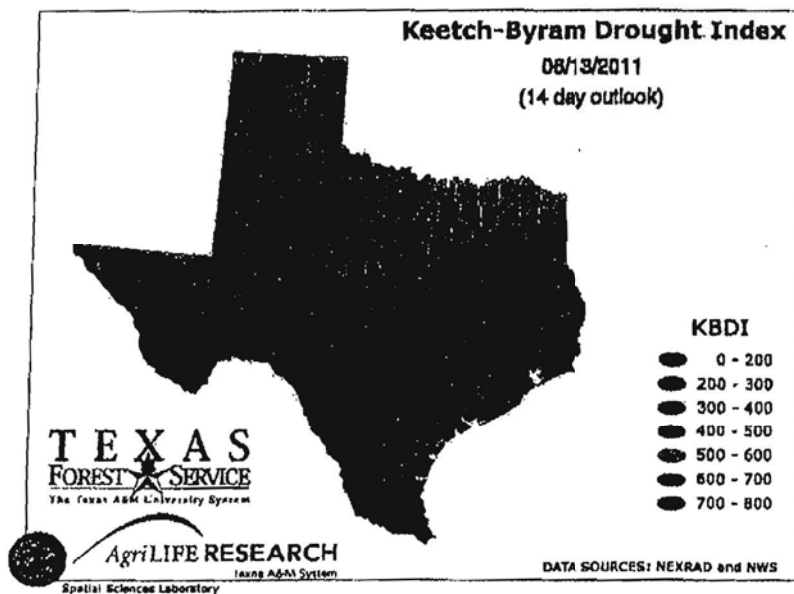 Keetch-Byram Drought Index
06/13/2011
(14 day outlook)
KBDI
0 - 200
200 - 300
300 - 400
400 - 500
500 - 600
600 - 700
700 - 800
TEXAS
FOREST SERVICE
The Texas A&M University System
AgriLIFE RESEARCH
Texas A&M System
Spatial Sciences Laboratory
DATA SOURCES: NEXRAD and NWS